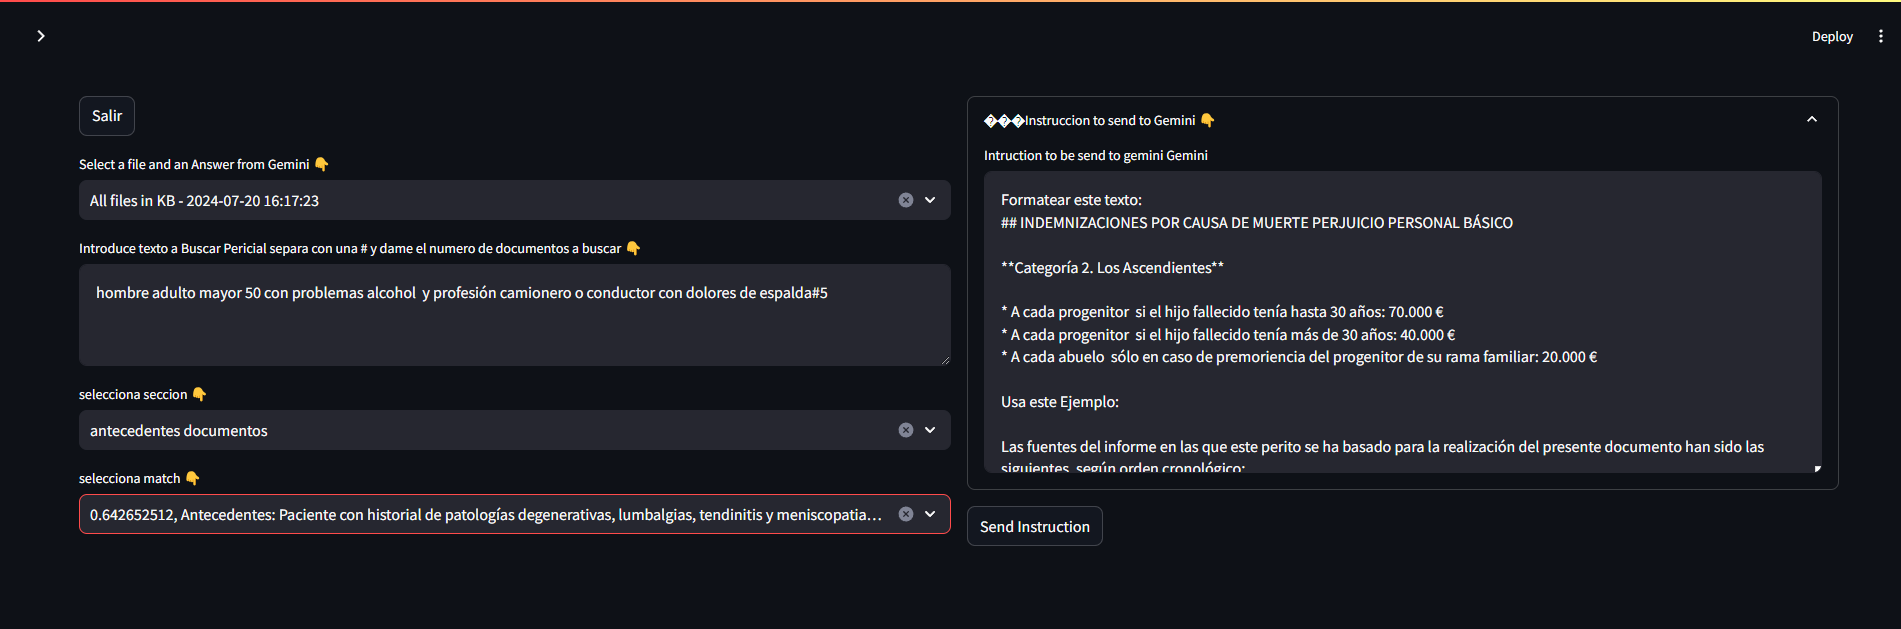 Deploy
Salir
Select a file and an Answer from Gemini 👇
All files in KB - 2024-07-20 16:17:23
Introduce texto a Buscar Pericial separa con una # y dame el numero de documentos a buscar 👇
hombre adulto mayor 50 con problemas alcohol  y profesión camionero o conductor con dolores de espalda#5
selecciona seccion 👇
antecedentes documentos
selecciona match 👇
0.642652512, Antecedentes: Paciente con historial de patologías degenerativas, lumbalgias, tendinitis y meniscopatia...
���Instruccion to send to Gemini 👇
Intruction to be send to gemini Gemini
Formatear este texto:
## INDEMNIZACIONES POR CAUSA DE MUERTE PERJUICIO PERSONAL BÁSICO
**Categoría 2. Los Ascendientes**
* A cada progenitor  si el hijo fallecido tenía hasta 30 años: 70.000 €
* A cada progenitor  si el hijo fallecido tenía más de 30 años: 40.000 €
* A cada abuelo  sólo en caso de premoriencia del progenitor de su rama familiar: 20.000 €
Usa este Ejemplo:
Las fuentes del informe en las que este perito se ha basado para la realización del presente documento han sido las
siguientes, según orden cronológico:
Send Instruction